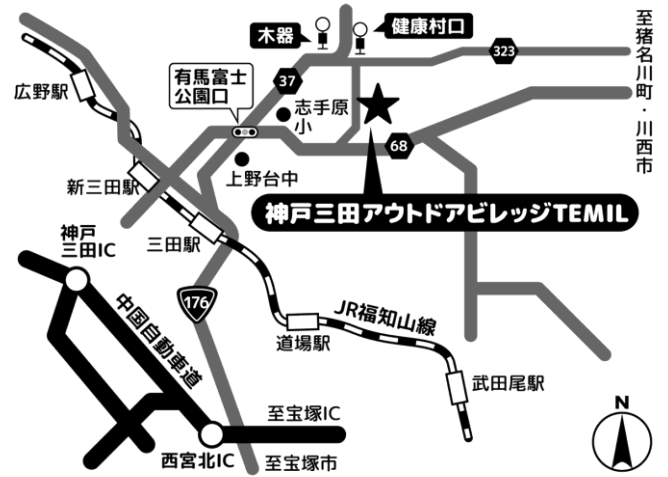 木器
健康村口
323
至猪名川町・川西市
広野駅
有馬富士
公園口
37
志手原
小
68
上野台中
新三田駅
神戸三田アウトドアビレッジTEMIL
三田駅
神戸
三田IC
176
中国自動車道
JR福知山線
道場駅
武田尾駅
至宝塚IC
西宮北IC
至宝塚市
N